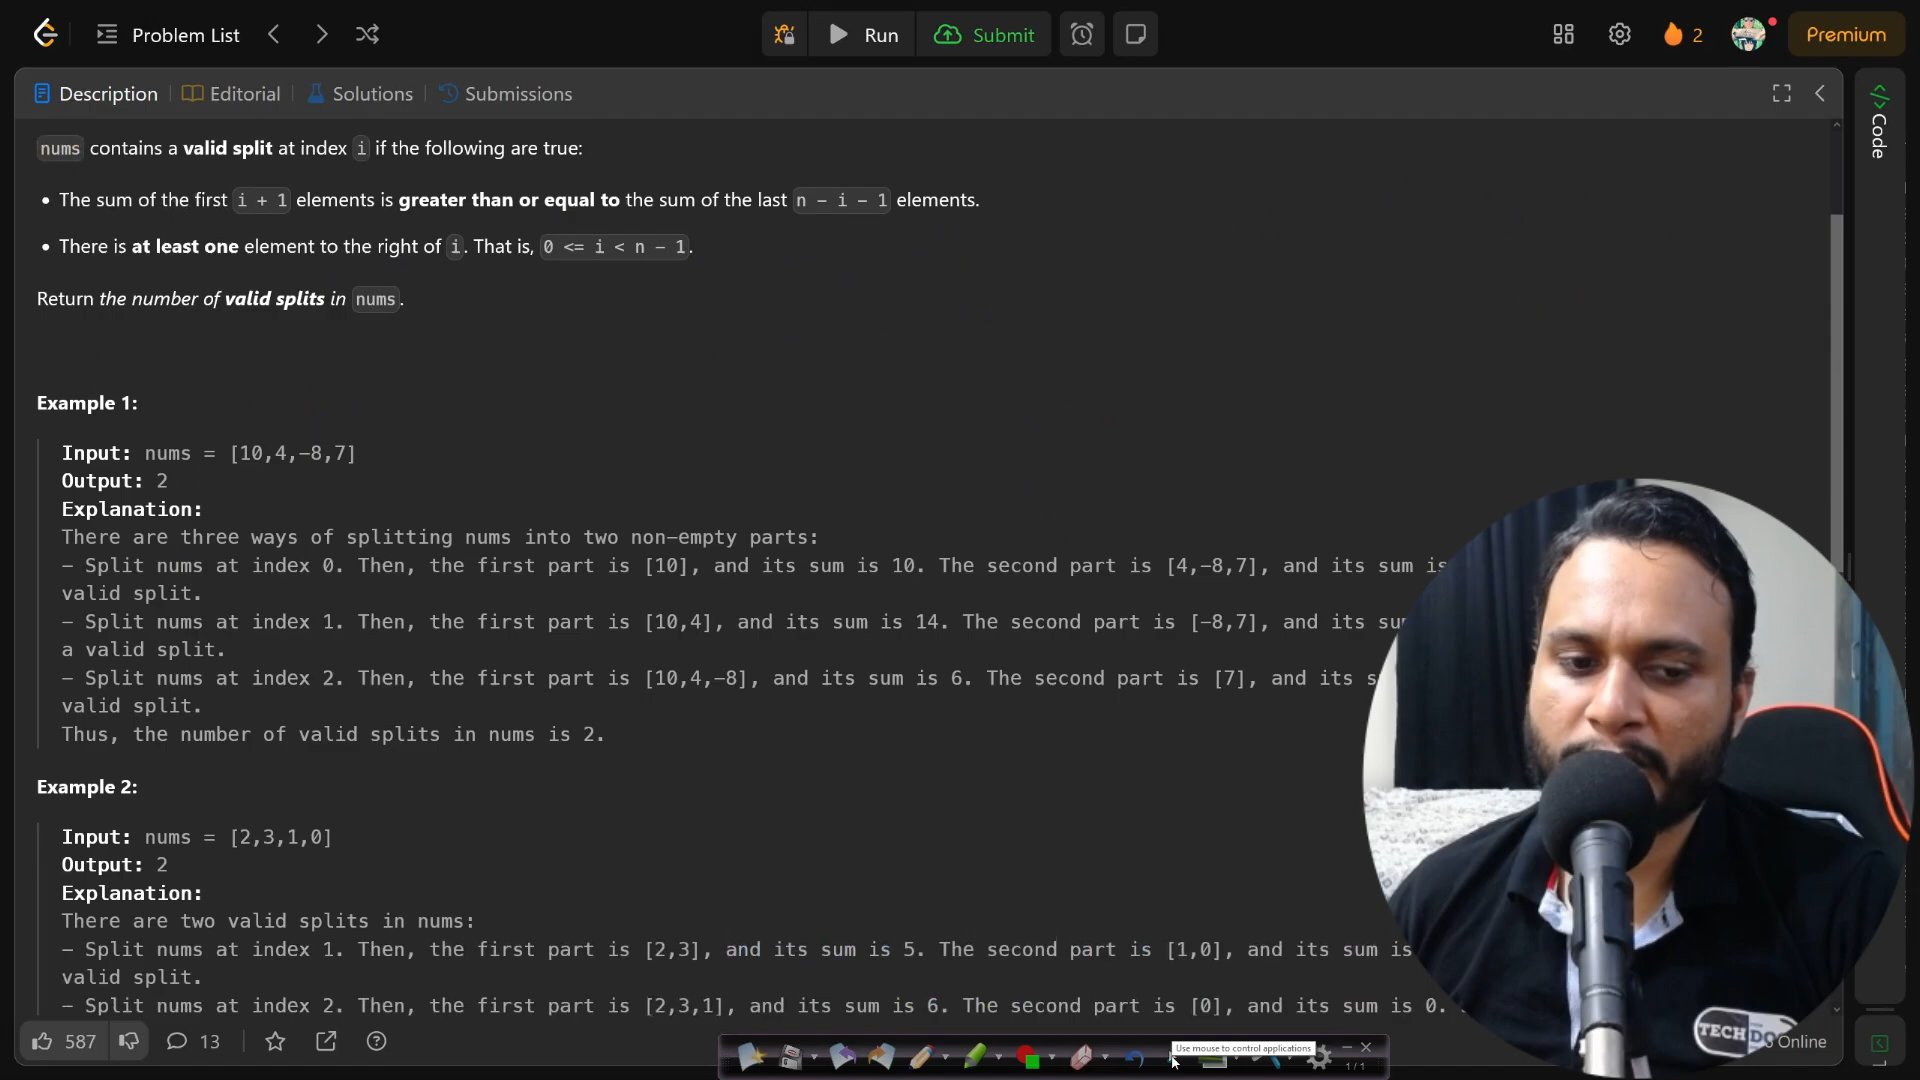 Problem List
Run
Submit
2
Premium
Description
Editorial
Solutions
Submissions
Code
nums contains a valid split at index i if the following are true:
• The sum of the first i + 1 elements is greater than or equal to the sum of the last n - i - 1 elements.
• There is at least one element to the right of i. That is, 0 <= i < n - 1.
Return the number of valid splits in nums.
Example 1:
Input: nums = [10,4,-8,7]
Output: 2
Explanation:
There are three ways of splitting nums into two non-empty parts:
- Split nums at index 0. Then, the first part is [10], and its sum is 10. The second part is [4,-8,7], and its sum is
valid split.
- Split nums at index 1. Then, the first part is [10,4], and its sum is 14. The second part is [-8,7], and its
a valid split.
- Split nums at index 2. Then, the first part is [10,4,-8], and its sum is 6. The second part is [7], and its
valid split.
Thus, the number of valid splits in nums is 2.
Example 2:
Input: nums = [2,3,1,0]
Output: 2
Explanation:
There are two valid splits in nums:
- Split nums at index 1. Then, the first part is [2,3], and its sum is 5. The second part is [1,0], and its sum is
valid split.
- Split nums at index 2. Then, the first part is [2,3,1], and its sum is 6. The second part is [0], and its sum is 0.
587
13
Use mouse to control applications
1/1
TECH
Online